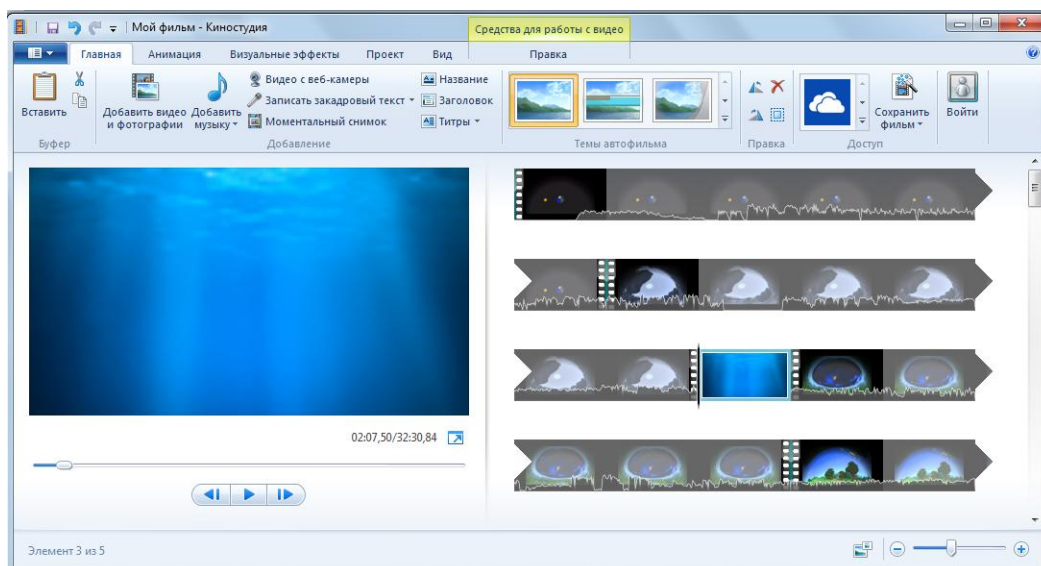 Мой фильм - Киностудия
Средства для работы с видео
Главная Анимация Визуальные эффекты Проект Вид Правка
Вставить
Буфер
Добавить видео
и фотографии
Добавить
музыку
Видео с веб-камеры
Записать закадровый текст
Моментальный снимок
Название
Заголовок
Титры
Добавление
Темы автофильма
Правка
Сохранить
фильм
Доступ
Войти
02:07,50/32:30,84
Элемент 3 из 5